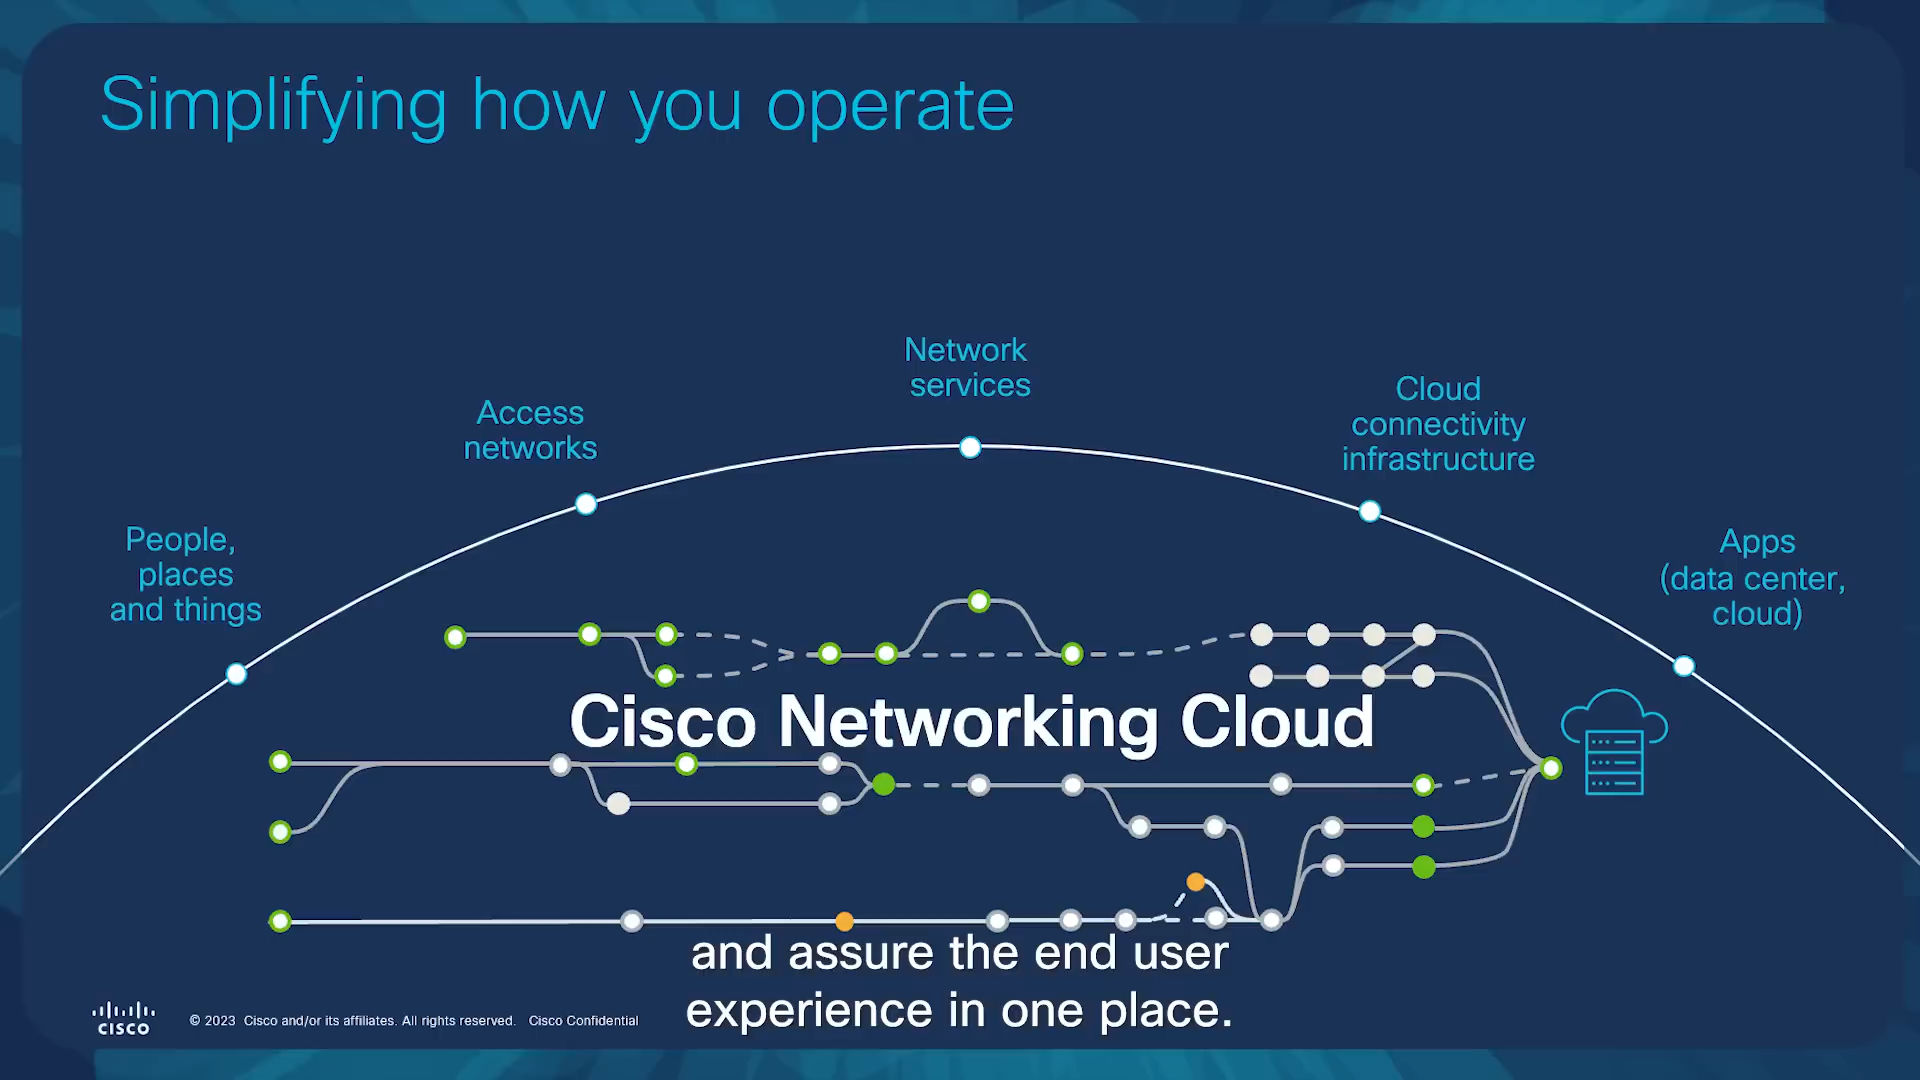 Simplifying how you operate
Network
services
Access
networks
Cloud
connectivity
infrastructure
People,
places
and things
Apps
(data center,
cloud)
Cisco Networking Cloud
and assure the end user
experience in one place.
CISCO
© 2023 Cisco and/or its affiliates. All rights reserved. Cisco Confidential